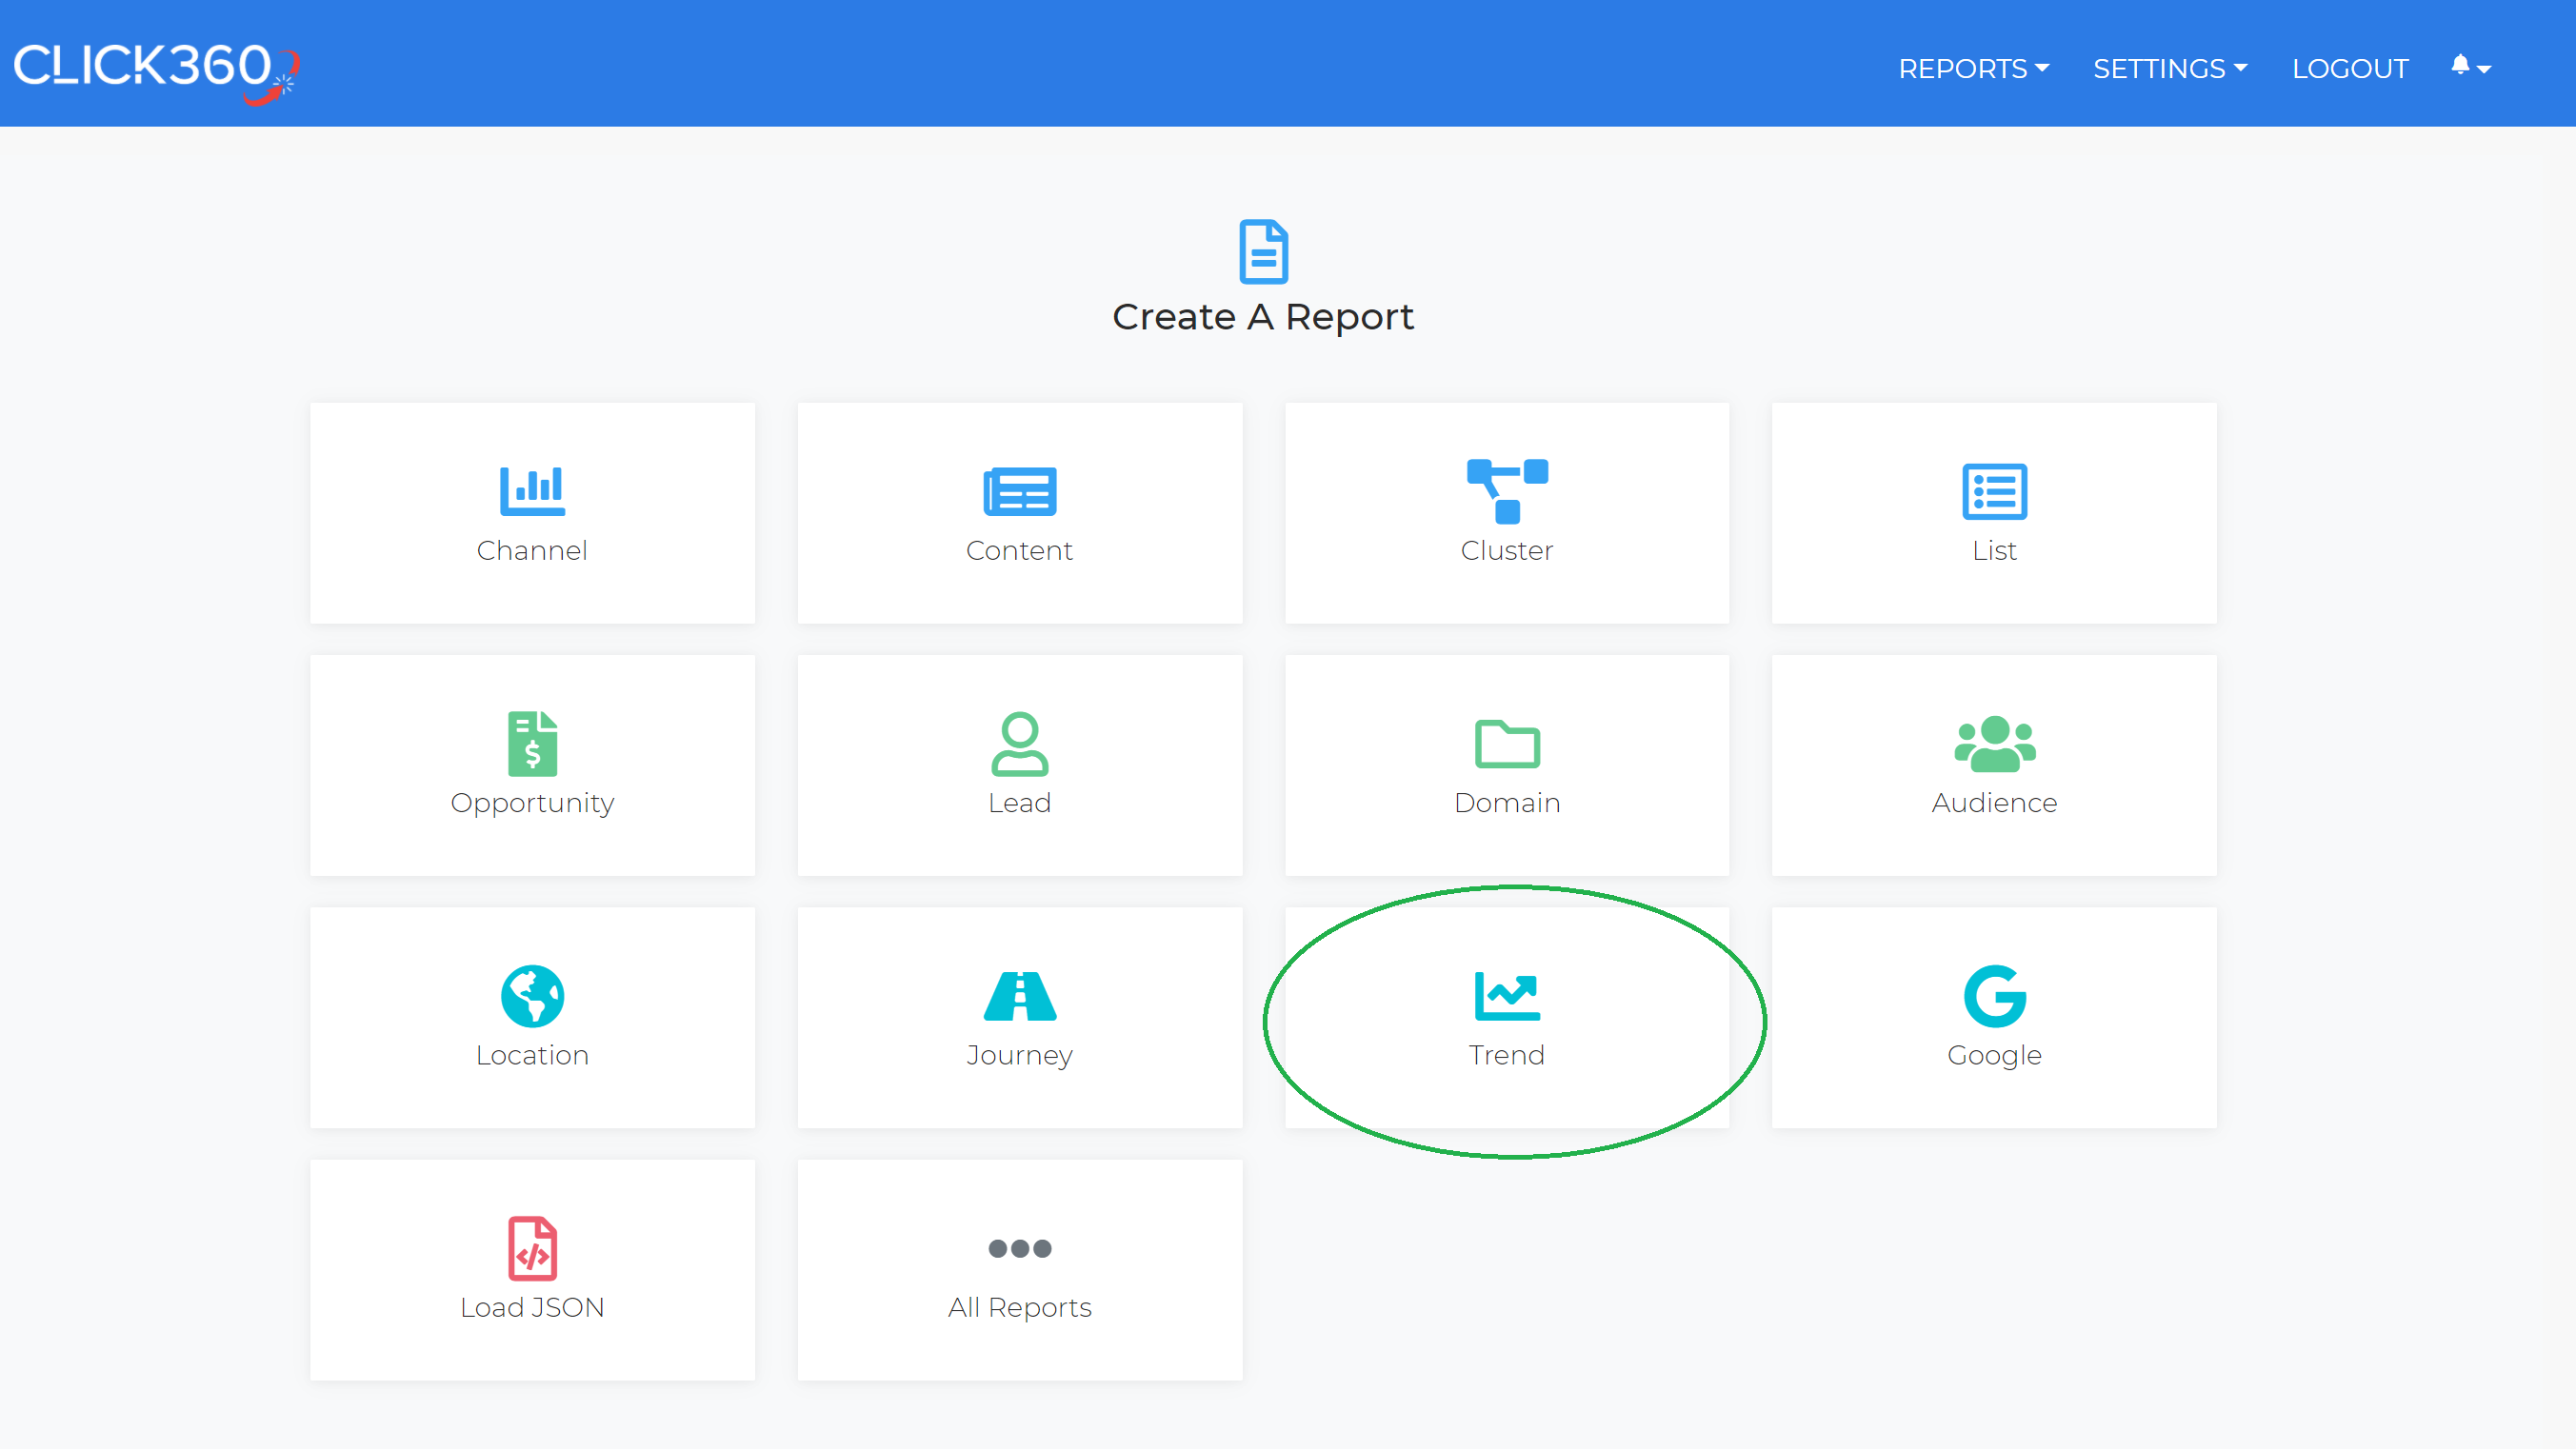 CLICK360
REPORTS SETTINGS LOGOUT
Create A Report
Channel Content Cluster List
Opportunity Lead Domain Audience
Location Journey Trend Google
Load JSON All Reports